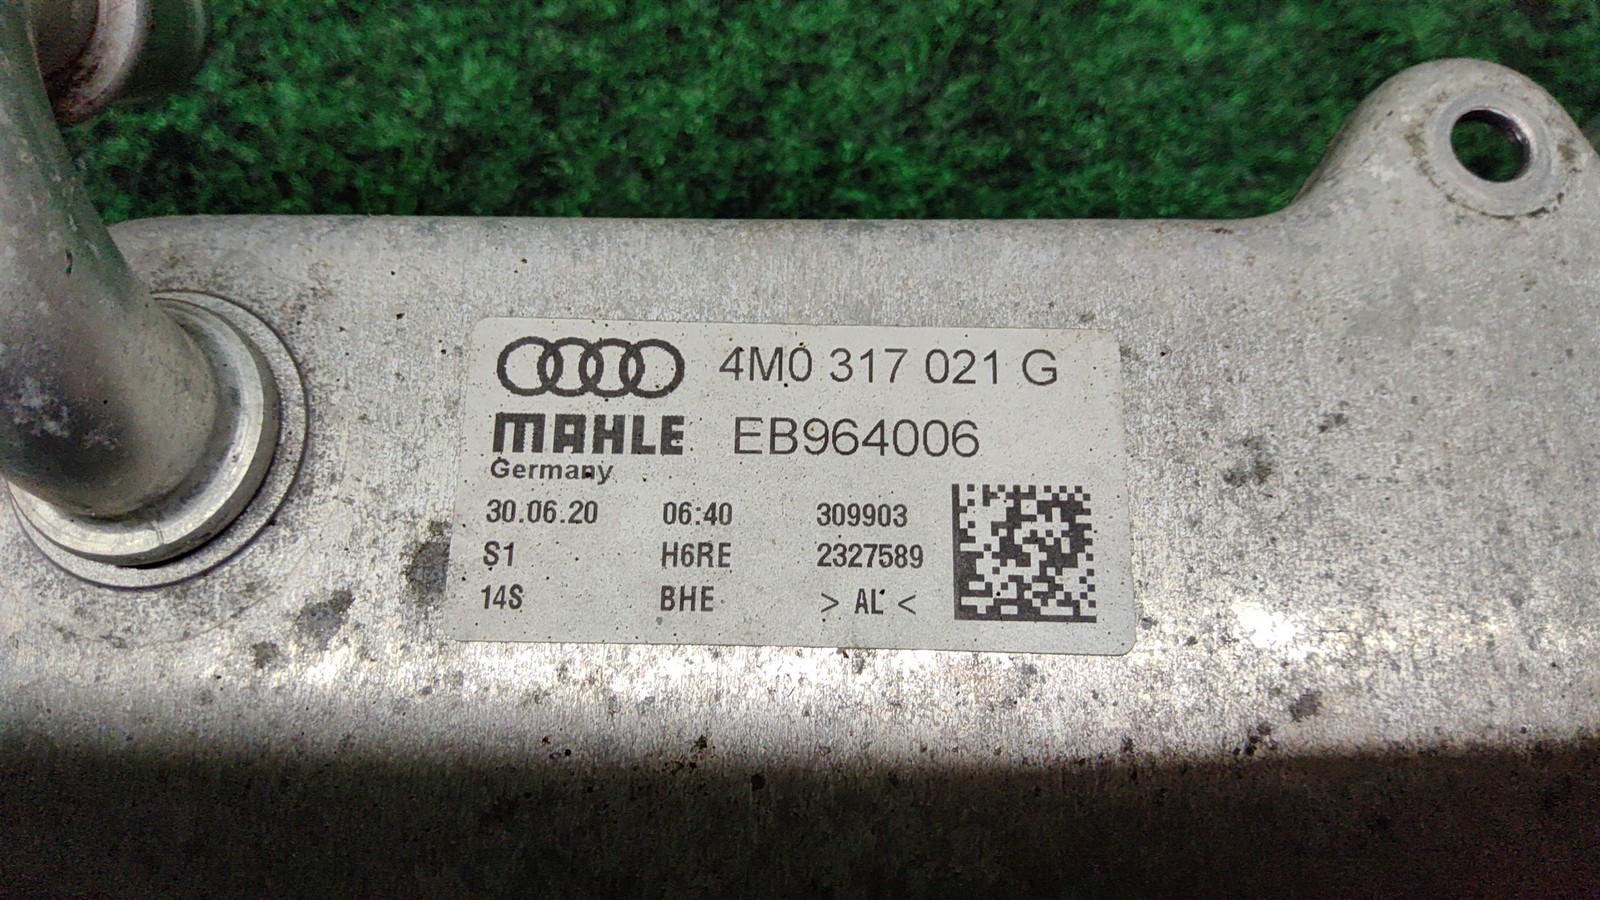 4M0 317 021 G
MAHLE EB964006
Germany
30.06.20 06:40 309903
S1 H6RE 2327589
14S BHE > AL <